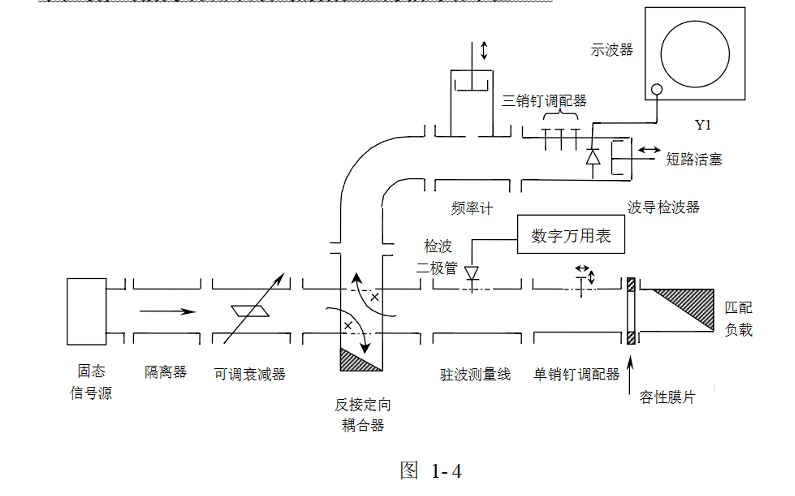 示波器
三销钉调配器
Y1
短路活塞
频率计
波导检波器
检波
二极管
数字万用表
匹配
负载
固态
信号源
隔离器
可调衰减器
反接定向
耦合器
驻波测量线
单销钉调配器
容性膜片
图 1-4